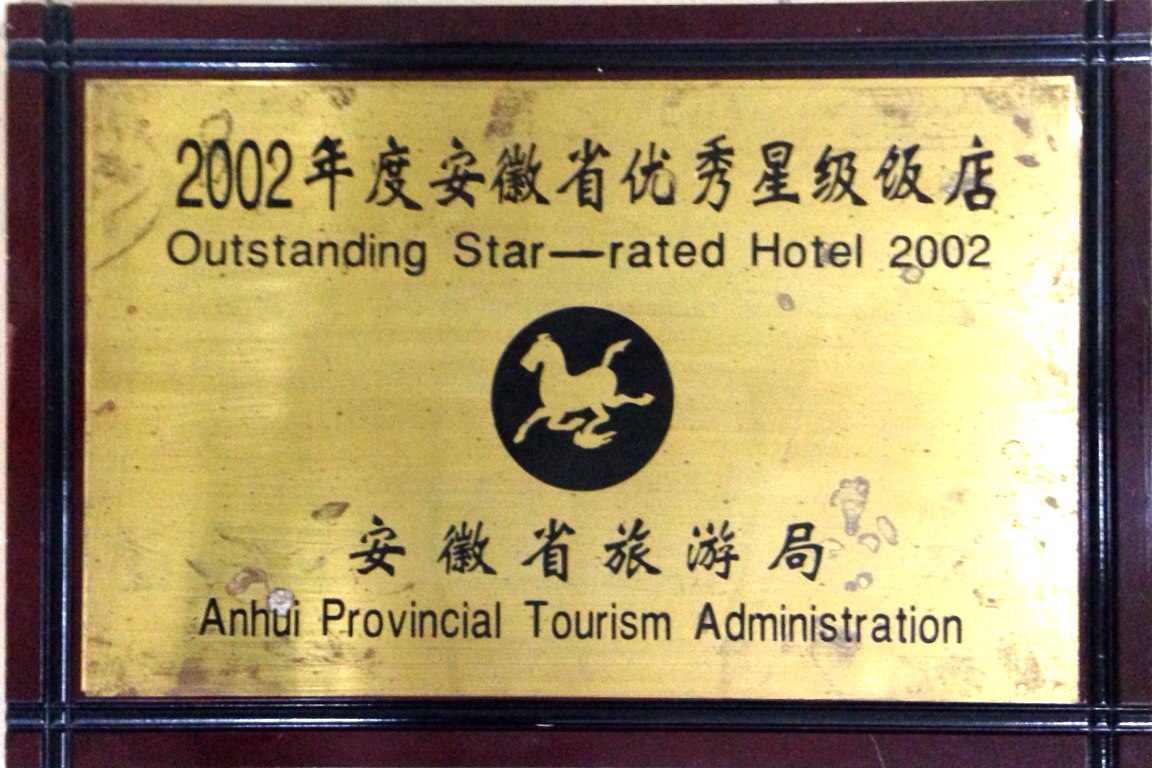 2002年度安徽省优秀星级饭店
Outstanding Star—rated Hotel 2002
安徽省旅游局
Anhui Provincial Tourism Administration